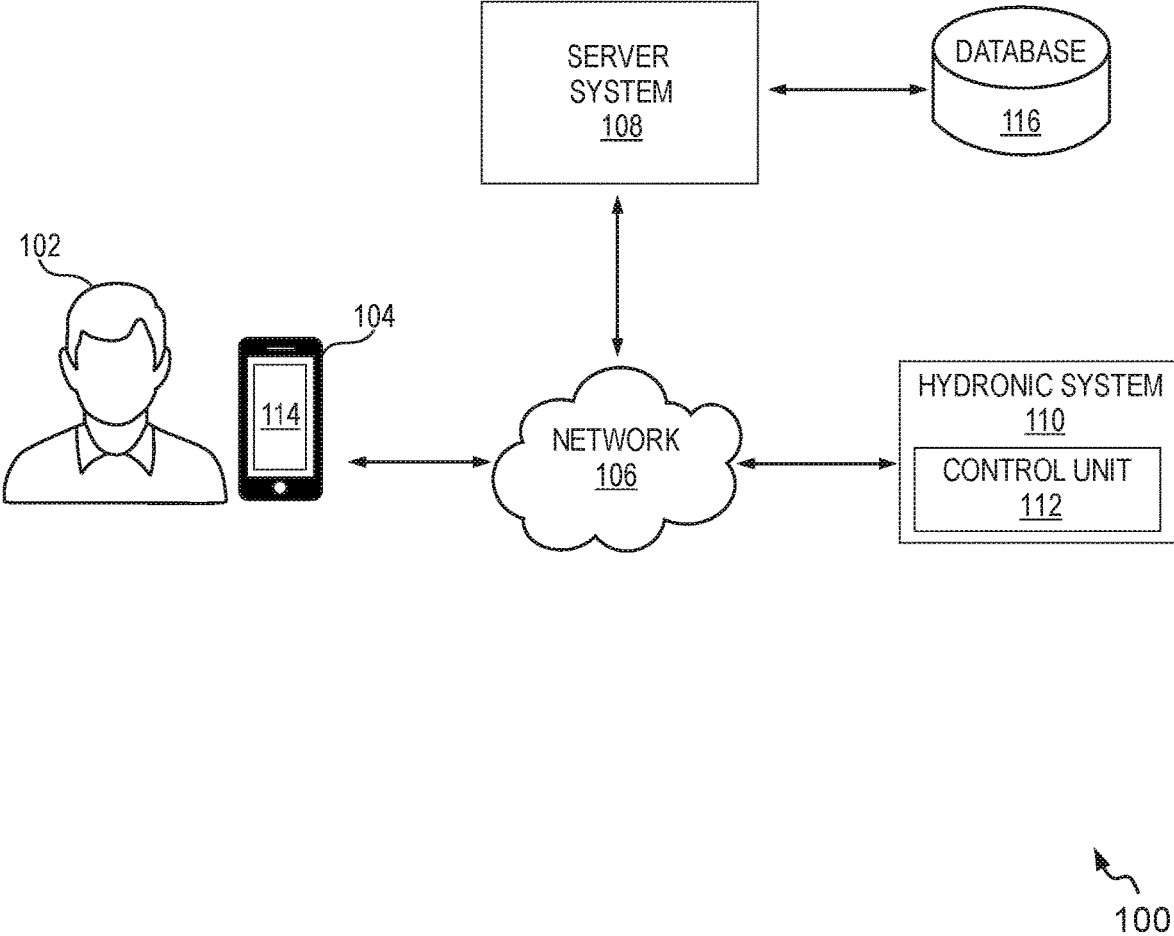 SERVER
SYSTEM
108
DATABASE
116
102
104
114
NETWORK
106
HYDRONIC SYSTEM
110
CONTROL UNIT
112
100